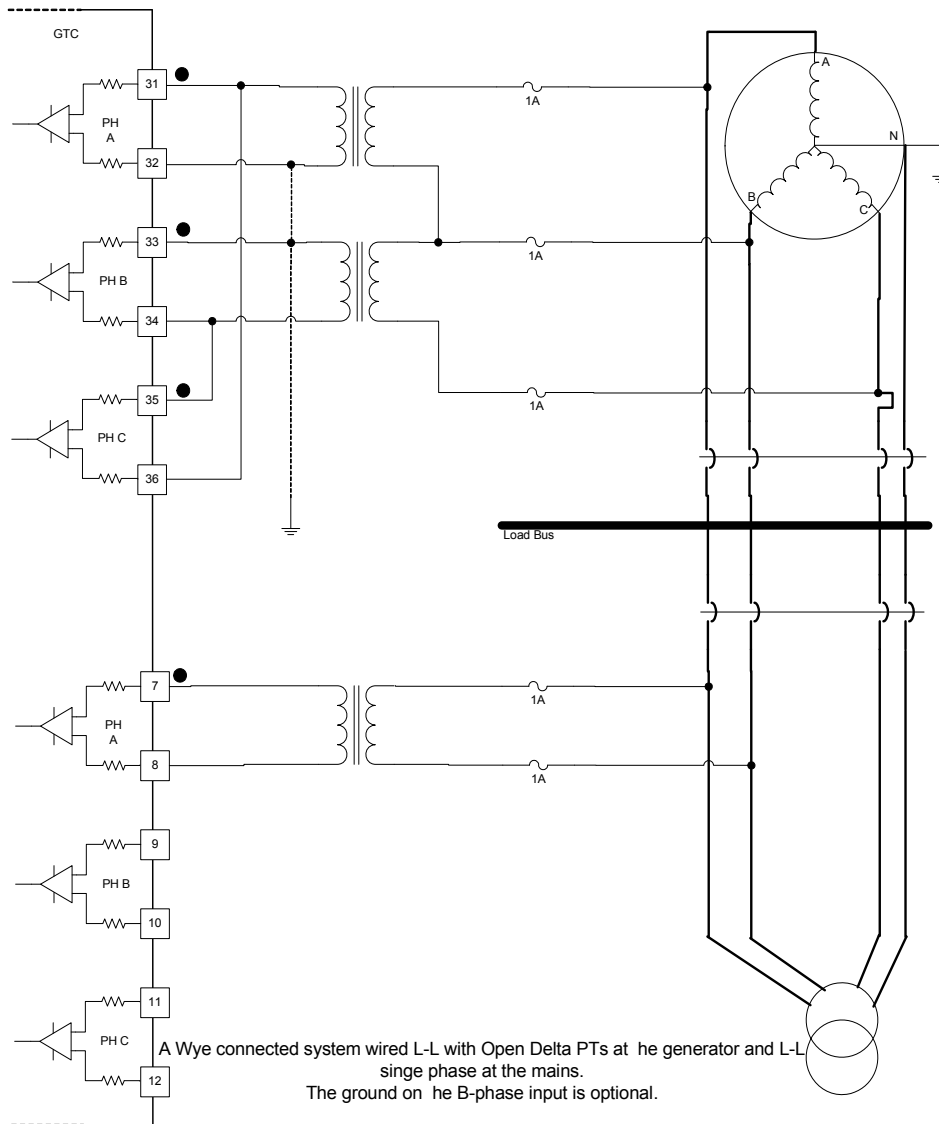 GTC
31
PH
A
32
33
PH B
34
35
PH C
36
1A
1A
1A
A
N
B
C
Load Bus
7
PH
A
8
1A
1A
9
PH B
10
11
PH C
12
A Wye connected system wired L-L with Open Delta PTs at he generator and L-L
singe phase at the mains.
The ground on he B-phase input is optional.